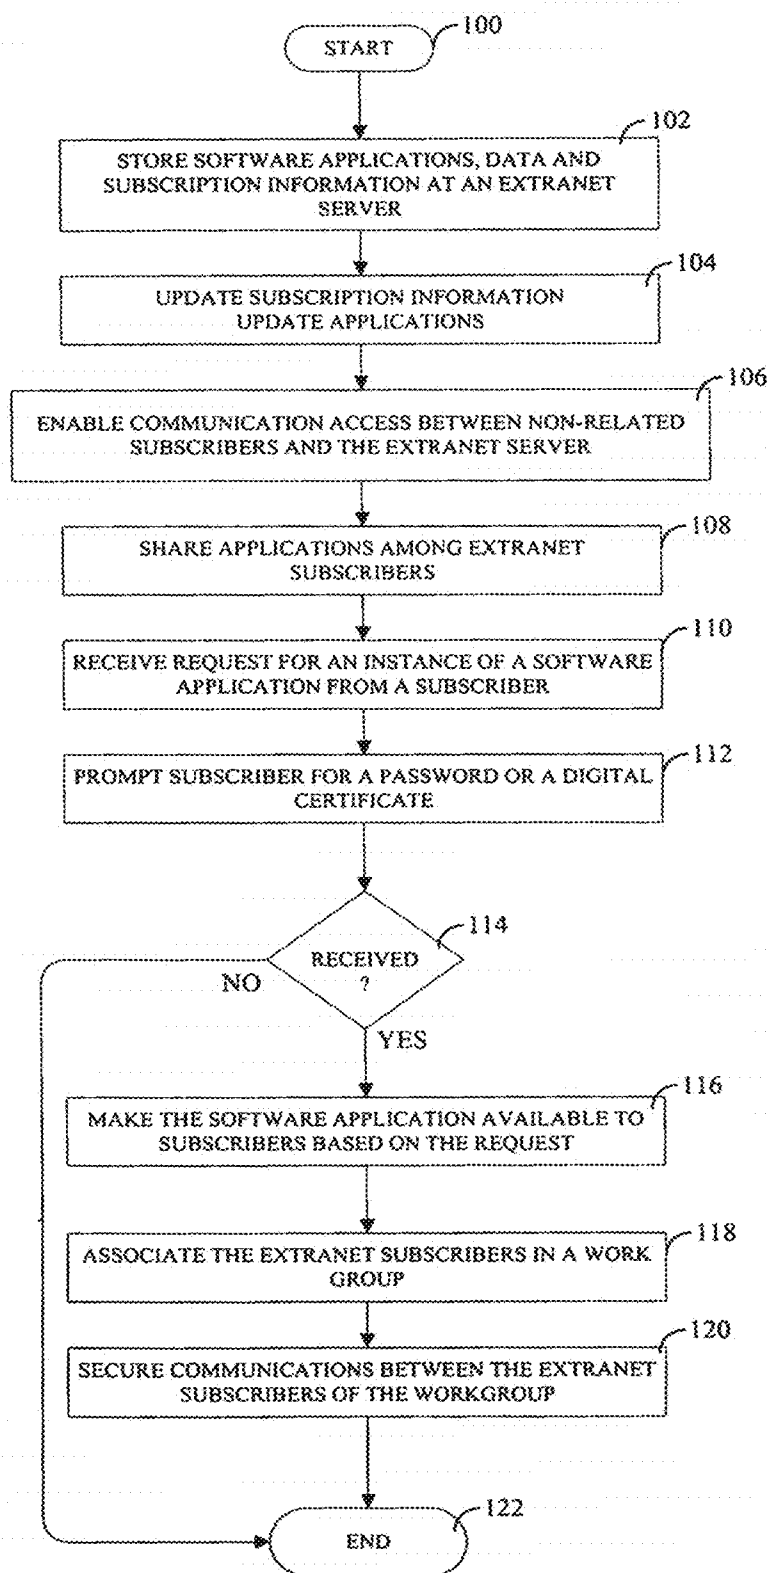 100
START
102
STORE SOFTWARE APPLICATIONS, DATA AND
SUBSCRIPTION INFORMATION AT AN EXTRANET
SERVER
104
UPDATE SUBSCRIPTION INFORMATION
UPDATE APPLICATIONS
106
ENABLE COMMUNICATION ACCESS BETWEEN NON-RELATED
SUBSCRIBERS AND THE EXTRANET SERVER
108
SHARE APPLICATIONS AMONG EXTRANET
SUBSCRIBERS
110
RECEIVE REQUEST FOR AN INSTANCE OF A SOFTWARE
APPLICATION FROM A SUBSCRIBER
112
PROMPT SUBSCRIBER FOR A PASSWORD OR A DIGITAL
CERTIFICATE
114
RECEIVED
?
NO
YES
116
MAKE THE SOFTWARE APPLICATION AVAILABLE TO
SUBSCRIBERS BASED ON THE REQUEST
118
ASSOCIATE THE EXTRANET SUBSCRIBERS IN A WORK
GROUP
120
SECURE COMMUNICATIONS BETWEEN THE EXTRANET
SUBSCRIBERS OF THE WORKGROUP
122
END